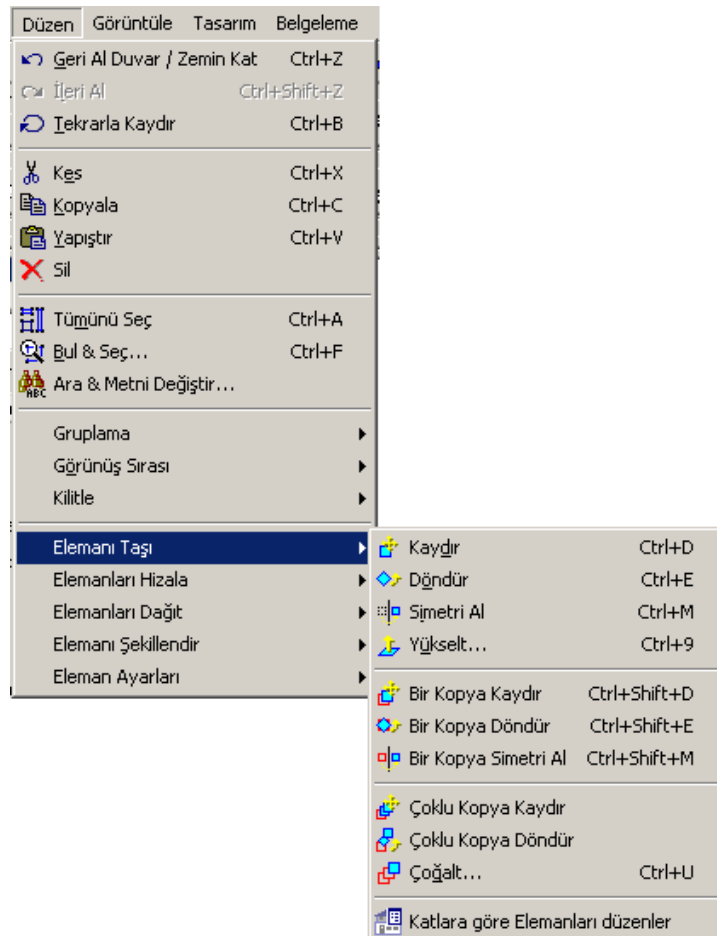 Düzen Görüntüle Tasarım Belgeleme
Geri Al Duvar / Zemin Kat Ctrl+Z
İleri Al Ctrl+Shift+Z
Tekrarla Kaydır Ctrl+B
Kes Ctrl+X
Kopyala Ctrl+C
Yapıştır Ctrl+V
Sil
Tümünü Seç Ctrl+A
Bul & Seç... Ctrl+F
Ara & Metni Değiştir...
Gruplama
Görünüş Sırası
Kilitle
Elemanı Taşı
Elemanları Hizala
Elemanları Dağıt
Elemanı Şekillendir
Eleman Ayarları
Kaydır Ctrl+D
Döndür Ctrl+E
Simetri Al Ctrl+M
Yükselt... Ctrl+9
Bir Kopya Kaydır Ctrl+Shift+D
Bir Kopya Döndür Ctrl+Shift+E
Bir Kopya Simetri Al Ctrl+Shift+M
Çoklu Kopya Kaydır
Çoklu Kopya Döndür
Çoğalt... Ctrl+U
Katlara göre Elemanları düzenler